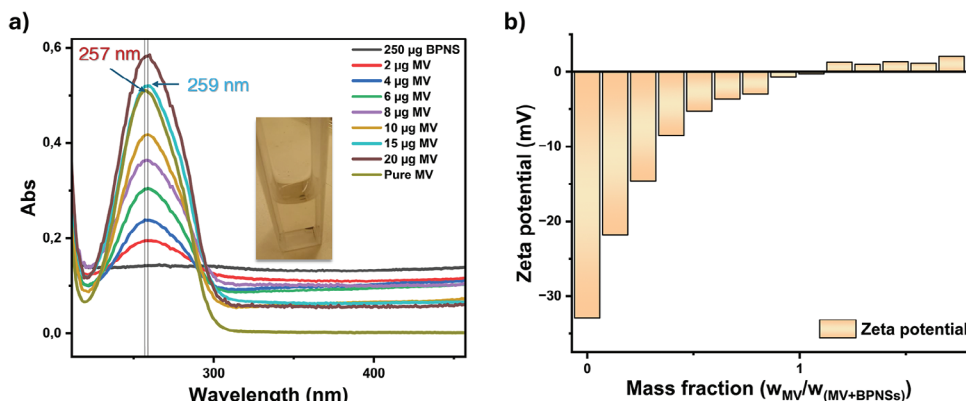 a)
b)
257 nm
259 nm
250 µg BPNS
2 µg MV
4 µg MV
6 µg MV
8 µg MV
10 µg MV
15 µg MV
20 µg MV
Pure MV
0,6
0,4
0,2
0,0
Abs
300
400
Wavelength (nm)
0
−10
−20
−30
Zeta potential (mV)
Zeta potential
0
1
Mass fraction (wMV/w(MV+BPNSs))